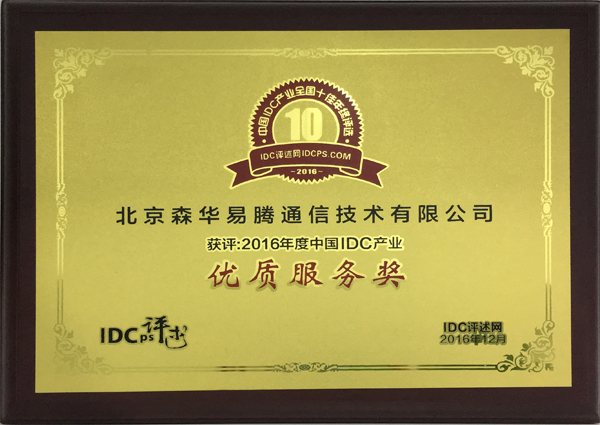 中国IDC产业全国十佳年度评选
10
IDC评述网IDCPS.COM
2016
北京森华易腾通信技术有限公司
获评:2016年度中国IDC产业
优质服务奖
IDCps评述
IDC评述网
2016年12月